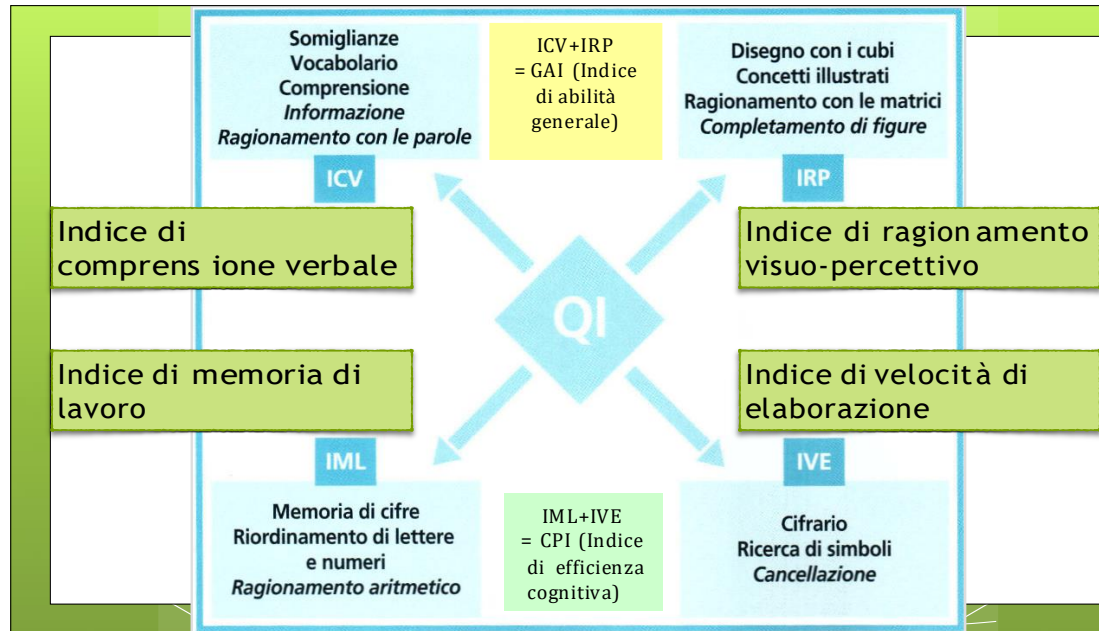 Somiglianze
Vocabolario
Comprensione
Informazione
Ragionamento con le parole
ICV
ICV+IRP
= GAI (Indice
di abilità
generale)
Disegno con i cubi
Concetti illustrati
Ragionamento con le matrici
Completamento di figure
IRP
Indice di
comprens ione verbale
Indice di ragion amento
visuo-percettivo
QI
Indice di memoria di
lavoro
Indice di velocità di
elaborazione
IML
Memoria di cifre
Riordinamento di lettere
e numeri
Ragionamento aritmetico
IML+IVE
= CPI (Indice
di efficienza
cognitiva)
IVE
Cifrario
Ricerca di simboli
Cancellazione